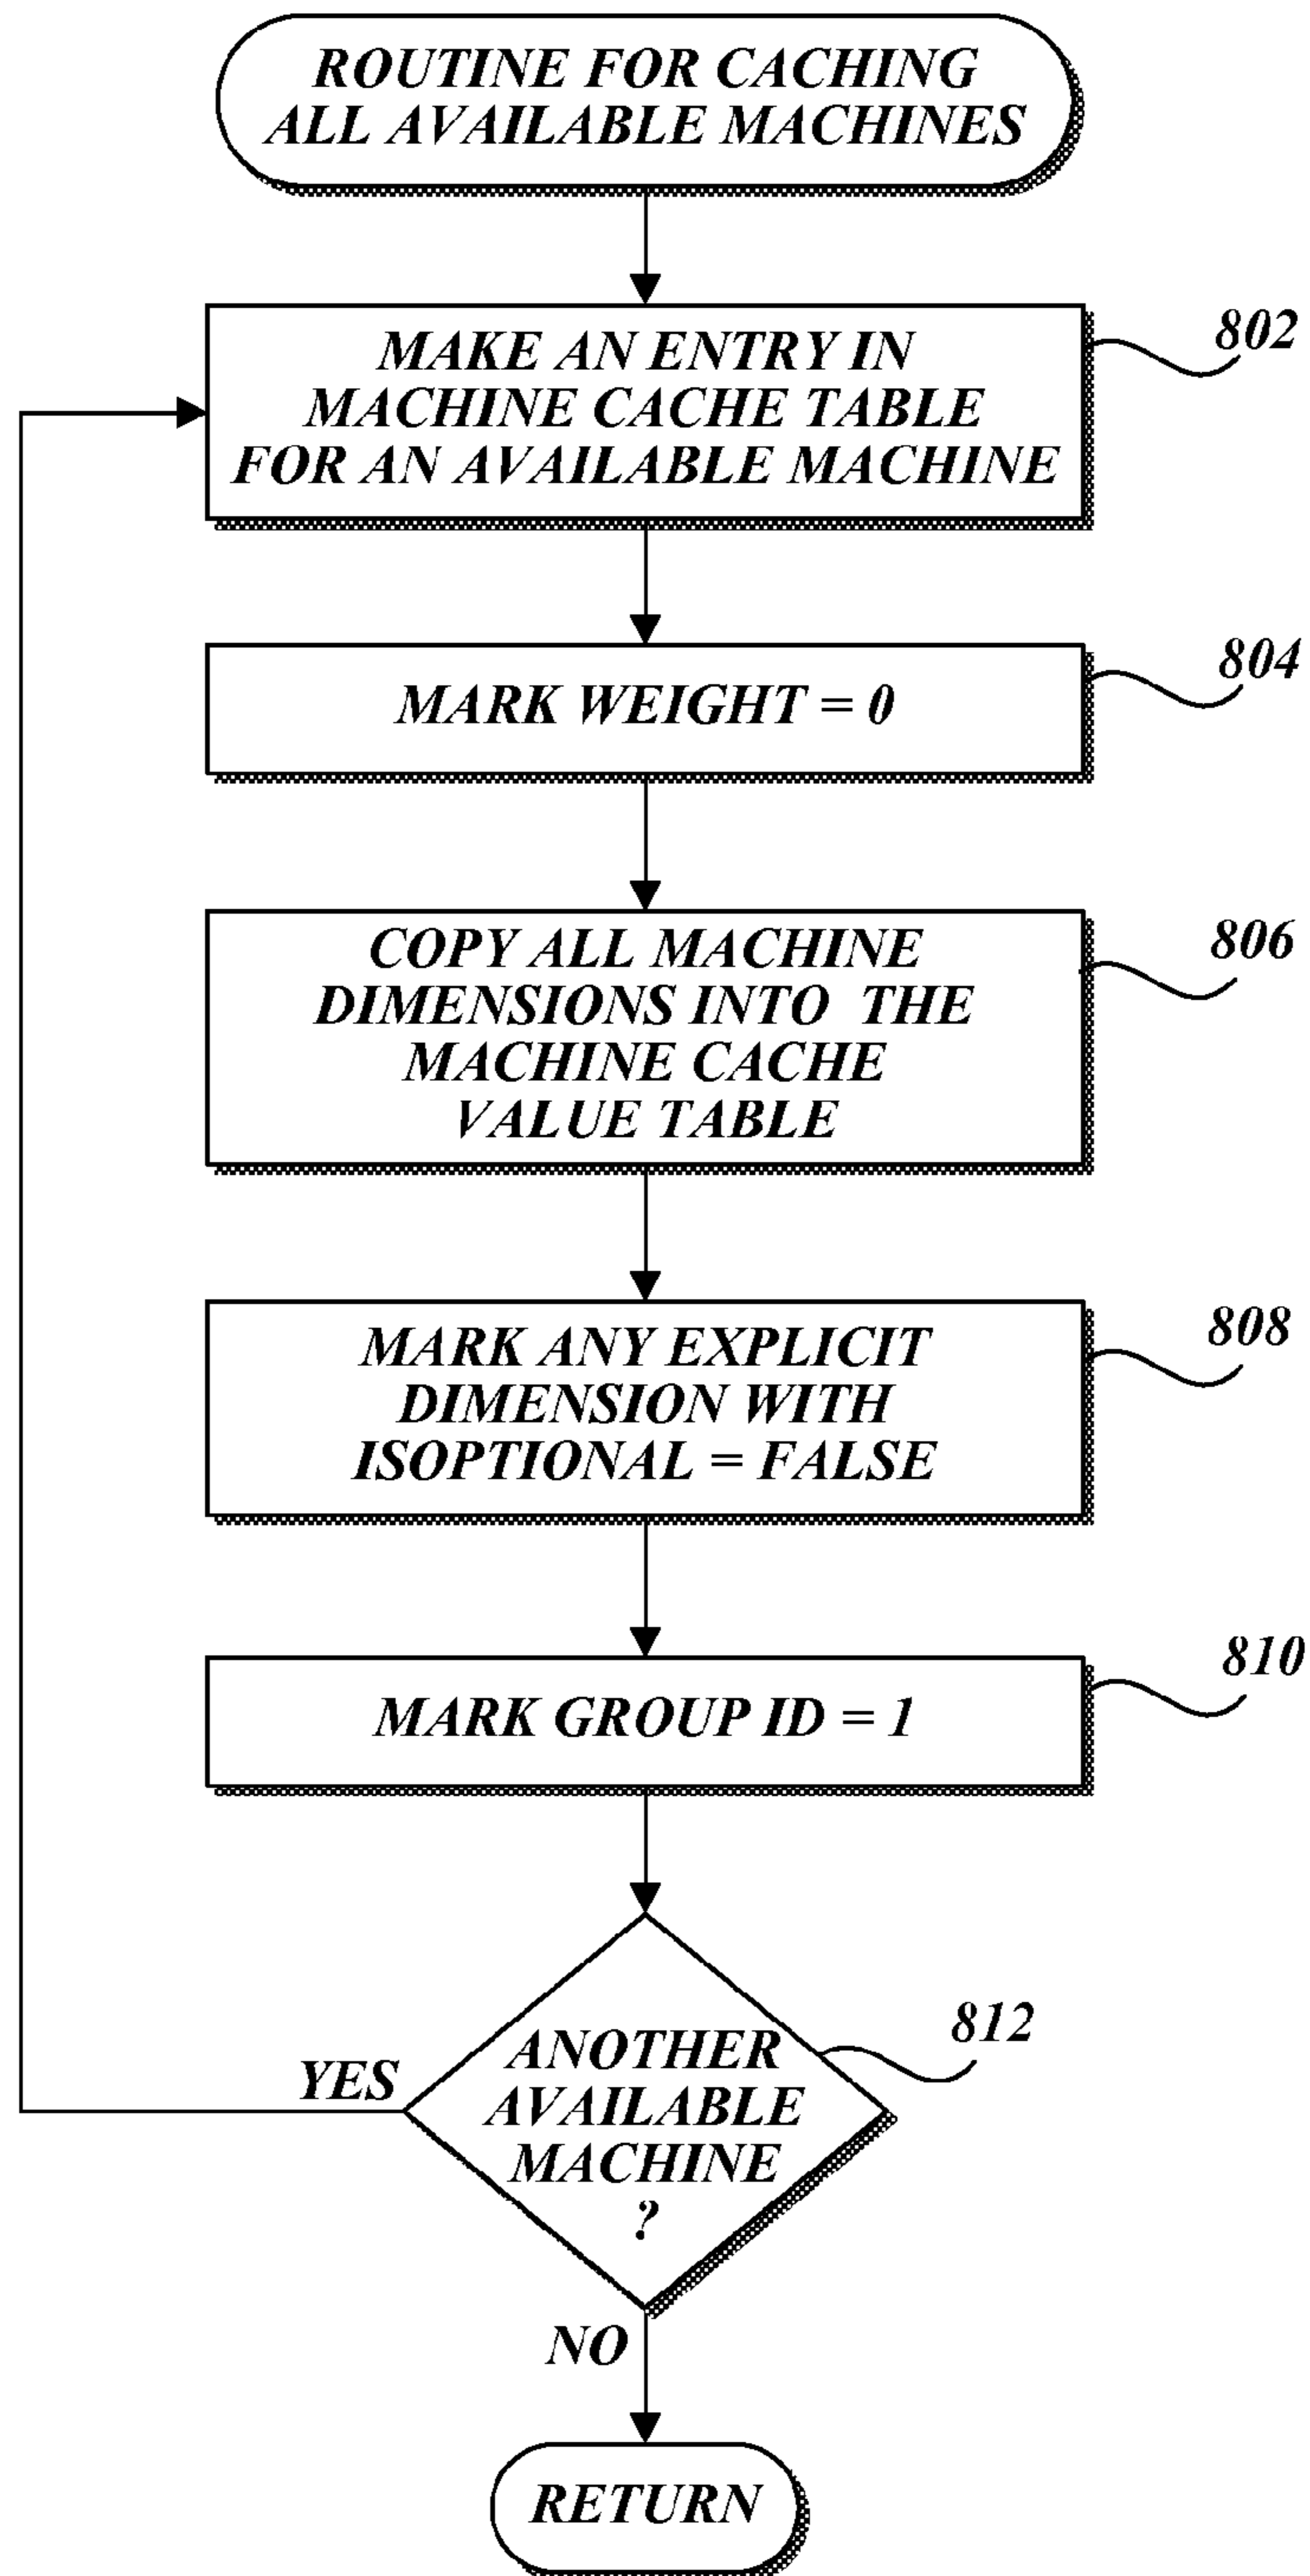 ROUTINE FOR CACHING
ALL AVAILABLE MACHINES
MAKE AN ENTRY IN
MACHINE CACHE TABLE
FOR AN AVAILABLE MACHINE
802
MARK WEIGHT = 0
804
COPY ALL MACHINE
DIMENSIONS INTO THE
MACHINE CACHE
VALUE TABLE
806
MARK ANY EXPLICIT
DIMENSION WITH
ISOPTIONAL = FALSE
808
MARK GROUP ID = 1
810
ANOTHER
AVAILABLE
MACHINE
?
812
YES
NO
RETURN